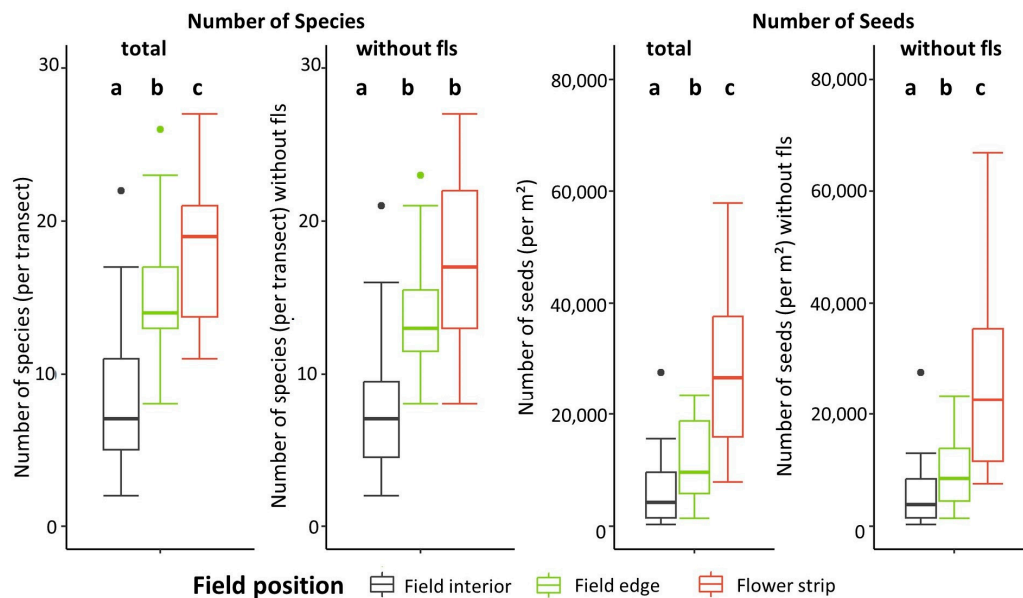 Number of Species
Number of Seeds
total
without fls
total
without fls
Number of species (per transect)
30
20
10
0
a b c
Number of species (per transect) without fls
30
20
10
0
a b b
Number of seeds (per m²)
80,000
60,000
40,000
20,000
0
a b c
Number of seeds (per m²) without fls
80,000
60,000
40,000
20,000
0
a b c
Field position Field interior Field edge Flower strip